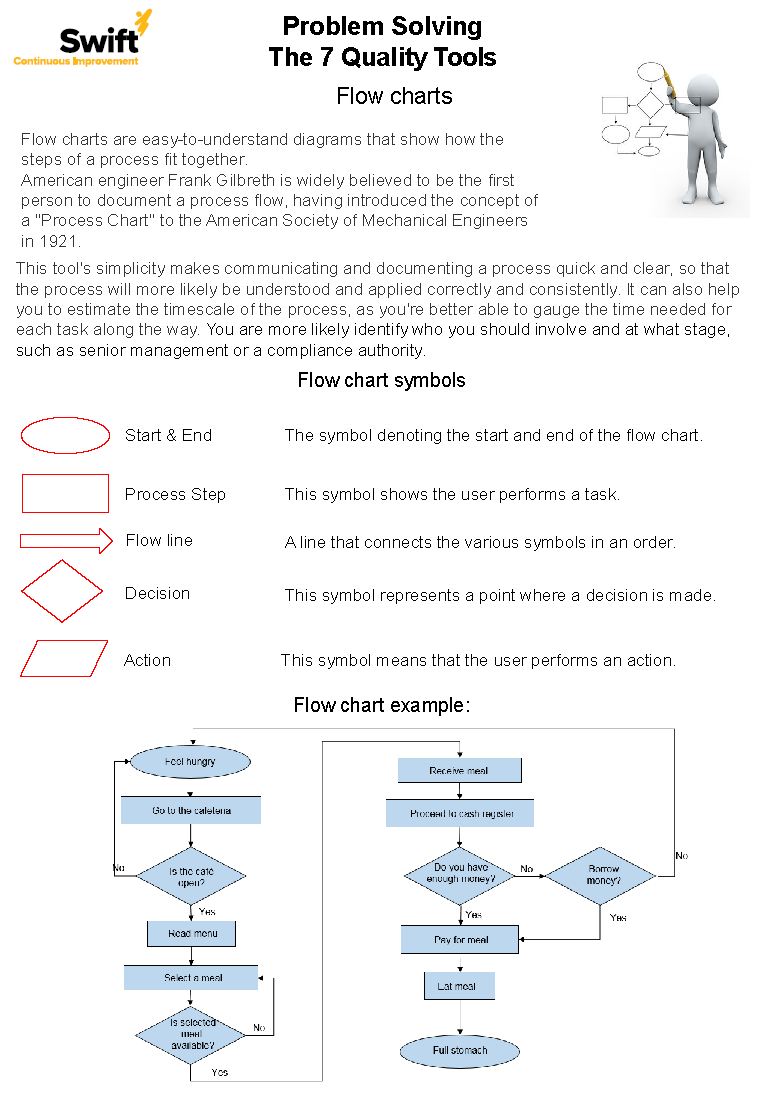 Swift
Continuous Improvement
Problem Solving
The 7 Quality Tools
Flow charts
Flow charts are easy-to-understand diagrams that show how the
steps of a process fit together.
American engineer Frank Gilbreth is widely believed to be the first
person to document a process flow, having introduced the concept of
a "Process Chart" to the American Society of Mechanical Engineers
in 1921.
This tool's simplicity makes communicating and documenting a process quick and clear, so that
the process will more likely be understood and applied correctly and consistently. It can also help
you to estimate the timescale of the process, as you're better able to gauge the time needed for
each task along the way. You are more likely identify who you should involve and at what stage,
such as senior management or a compliance authority.
Flow chart symbols
Start & End The symbol denoting the start and end of the flow chart.
Process Step This symbol shows the user performs a task.
Flow line A line that connects the various symbols in an order.
Decision This symbol represents a point where a decision is made.
Action This symbol means that the user performs an action.
Flow chart example:
Feel hungry
Go to the cafeteria
No
Is the café
open?
Yes
Read menu
Select a meal
Is selected
meal
available?
No
Yes
Receive meal
Proceed to cash register
Do you have
enough money?
No
Borrow
money?
No
Yes
Yes
Pay for meal
Eat meal
Full stomach